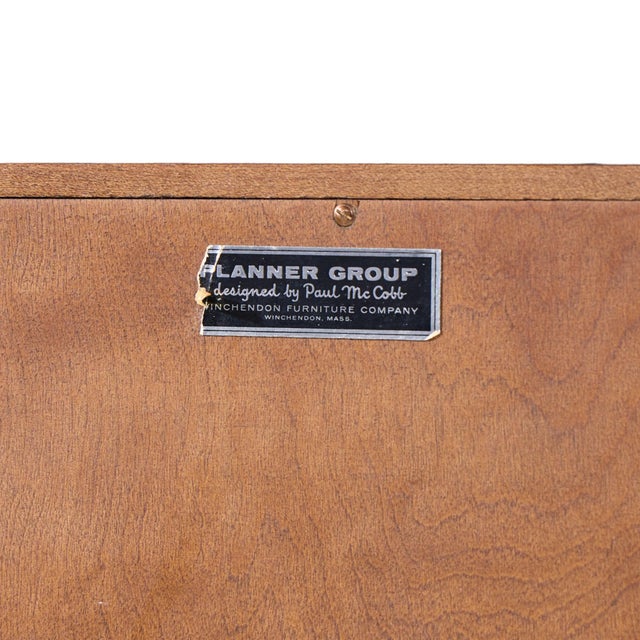 PLANNER GROUP
designed by Paul McCobb
WINCHENDON FURNITURE COMPANY
WINCHENDON, MASS.